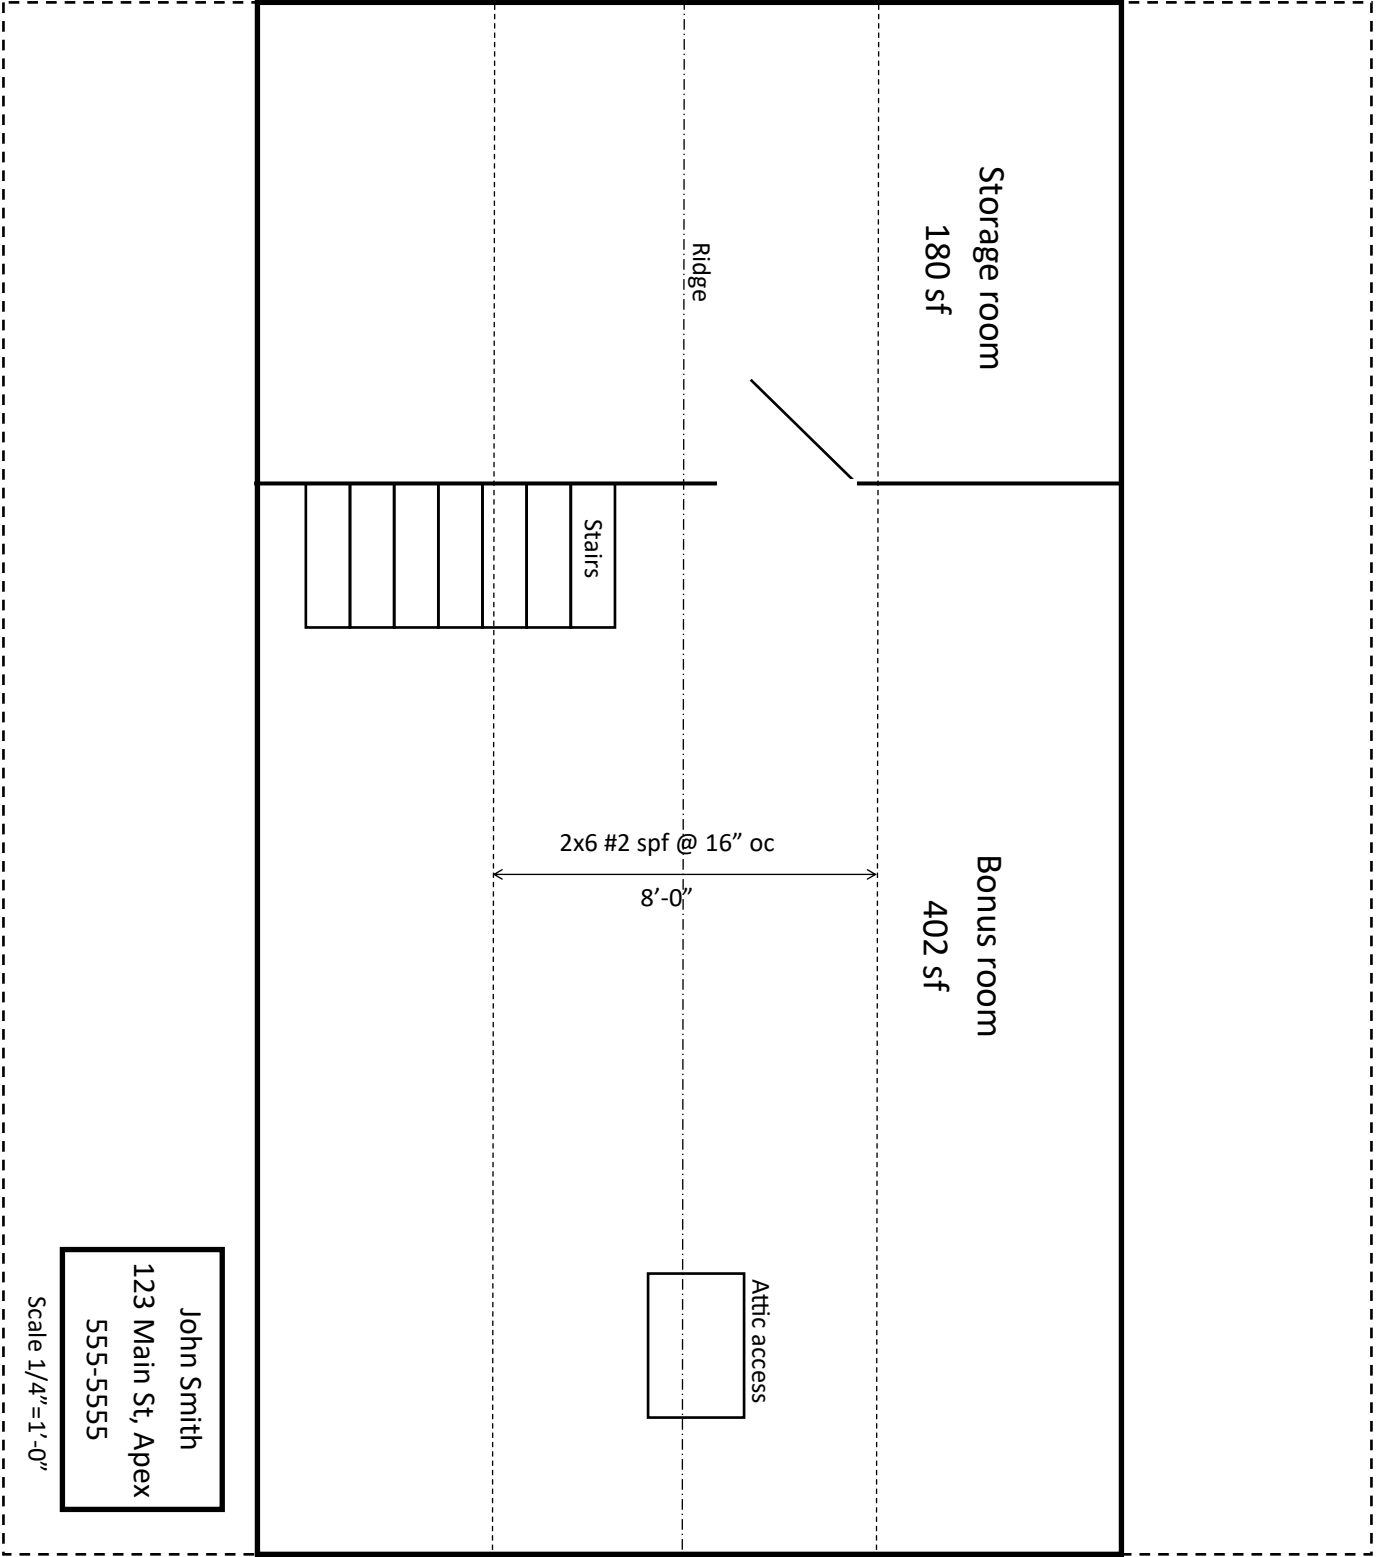 Storage room
180 sf
Ridge
Stairs
2x6 #2 spf @ 16” oc
8’-0”
Bonus room
402 sf
Attic access
John Smith
123 Main St, Apex
555-5555
Scale 1/4”=1’-0”